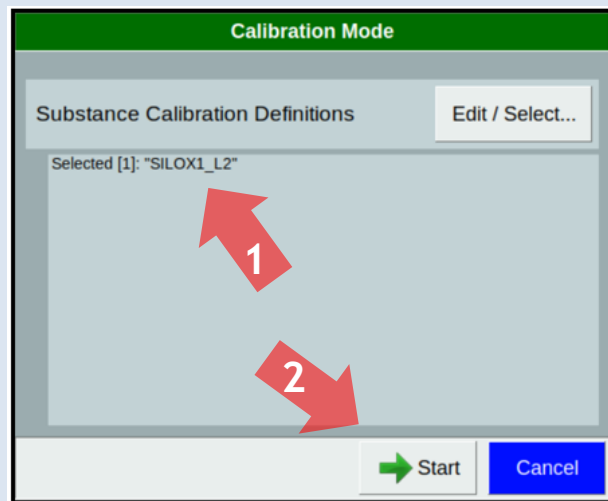 Calibration Mode
Substance Calibration Definitions
Edit / Select...
Selected [1]: "SILOX1_L2"
1
2
Start
Cancel